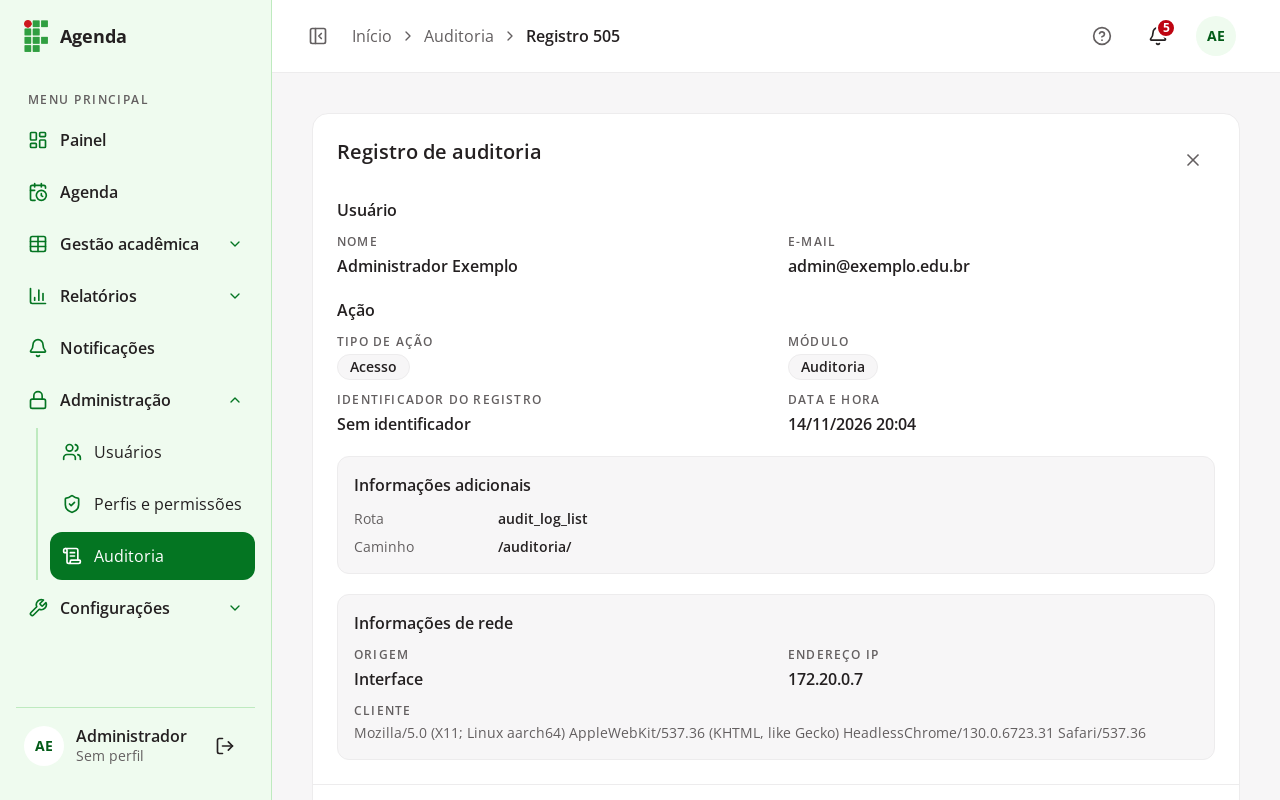 Agenda
MENU PRINCIPAL
Painel
Agenda
Gestão acadêmica
Relatórios
Notificações
Administração
Usuários
Perfis e permissões
Auditoria
Configurações
AE
Administrador
Sem perfil
Início
Auditoria
Registro 505
5
AE
Registro de auditoria
Usuário
NOME
Administrador Exemplo
E-MAIL
admin@exemplo.edu.br
Ação
TIPO DE AÇÃO
Acesso
MÓDULO
Auditoria
IDENTIFICADOR DO REGISTRO
Sem identificador
DATA E HORA
14/11/2026 20:04
Informações adicionais
Rota audit_log_list
Caminho /auditoria/
Informações de rede
ORIGEM
Interface
ENDEREÇO IP
172.20.0.7
CLIENTE
Mozilla/5.0 (X11; Linux aarch64) AppleWebKit/537.36 (KHTML, like Gecko) HeadlessChrome/130.0.6723.31 Safari/537.36